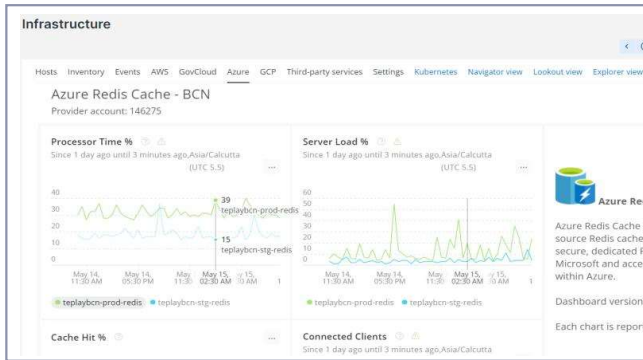 Infrastructure
Hosts Inventory Events AWS GovCloud Azure GCP Third-party services Settings Kubernetes Navigator view Lookout view Explorer view
Azure Redis Cache - BCN
Provider account: 146275
Processor Time %
Since 1 day ago until 3 minutes ago,Asia/Calcutta
(UTC 5.5)
40
30
20
10
0
39
teplaybcn-prod-redis
15
teplaybcn-stg-redis
May 14,
11:30 AM
May 14,
05:30 PM
May
11:30
May 15,
02:30 AM
teplaybcn-prod-redis teplaybcn-stg-redis
Server Load %
Since 1 day ago until 3 minutes ago,Asia/Calcutta
(UTC 5.5)
60
50
40
30
20
10
0
May 14,
11:30 AM
May 14,
05:30 PM
May
11:30
May 15,
02:30 AM
teplaybcn-prod-redis teplaybcn-stg-redis
Azure Re
Azure Redis Cache
source Redis cache
secure, dedicated
Microsoft and acce
within Azure.
Dashboard version
Each chart is repor
Cache Hit %
Connected Clients
Since 1 day ago until 3 minutes ago,Asia/Calcutta